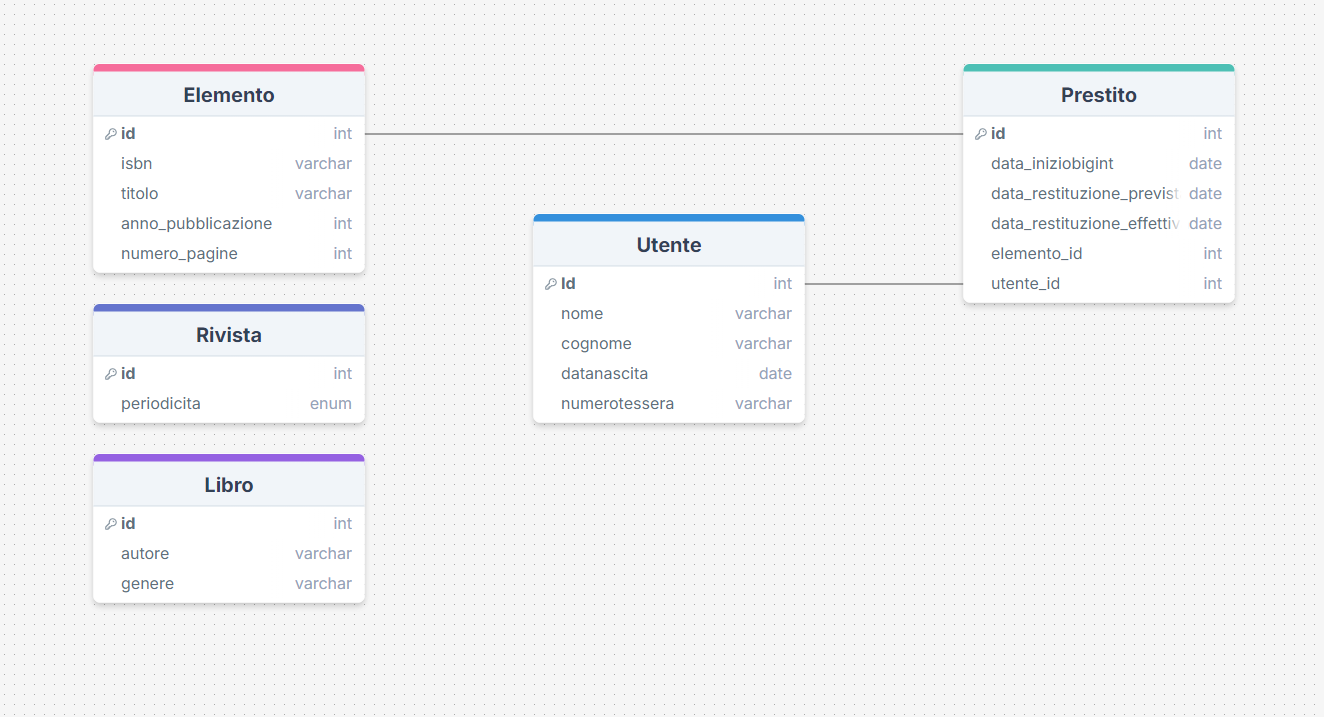 Elemento
id int
isbn varchar
titolo varchar
anno_pubblicazione int
numero_pagine int
Rivista
id int
periodicita enum
Libro
id int
autore varchar
genere varchar
Utente
Id int
nome varchar
cognome varchar
datanascita date
numerotessera varchar
Prestito
id int
data_iniziobigint date
data_restituzione_previst date
data_restituzione_effettiv date
elemento_id int
utente_id int